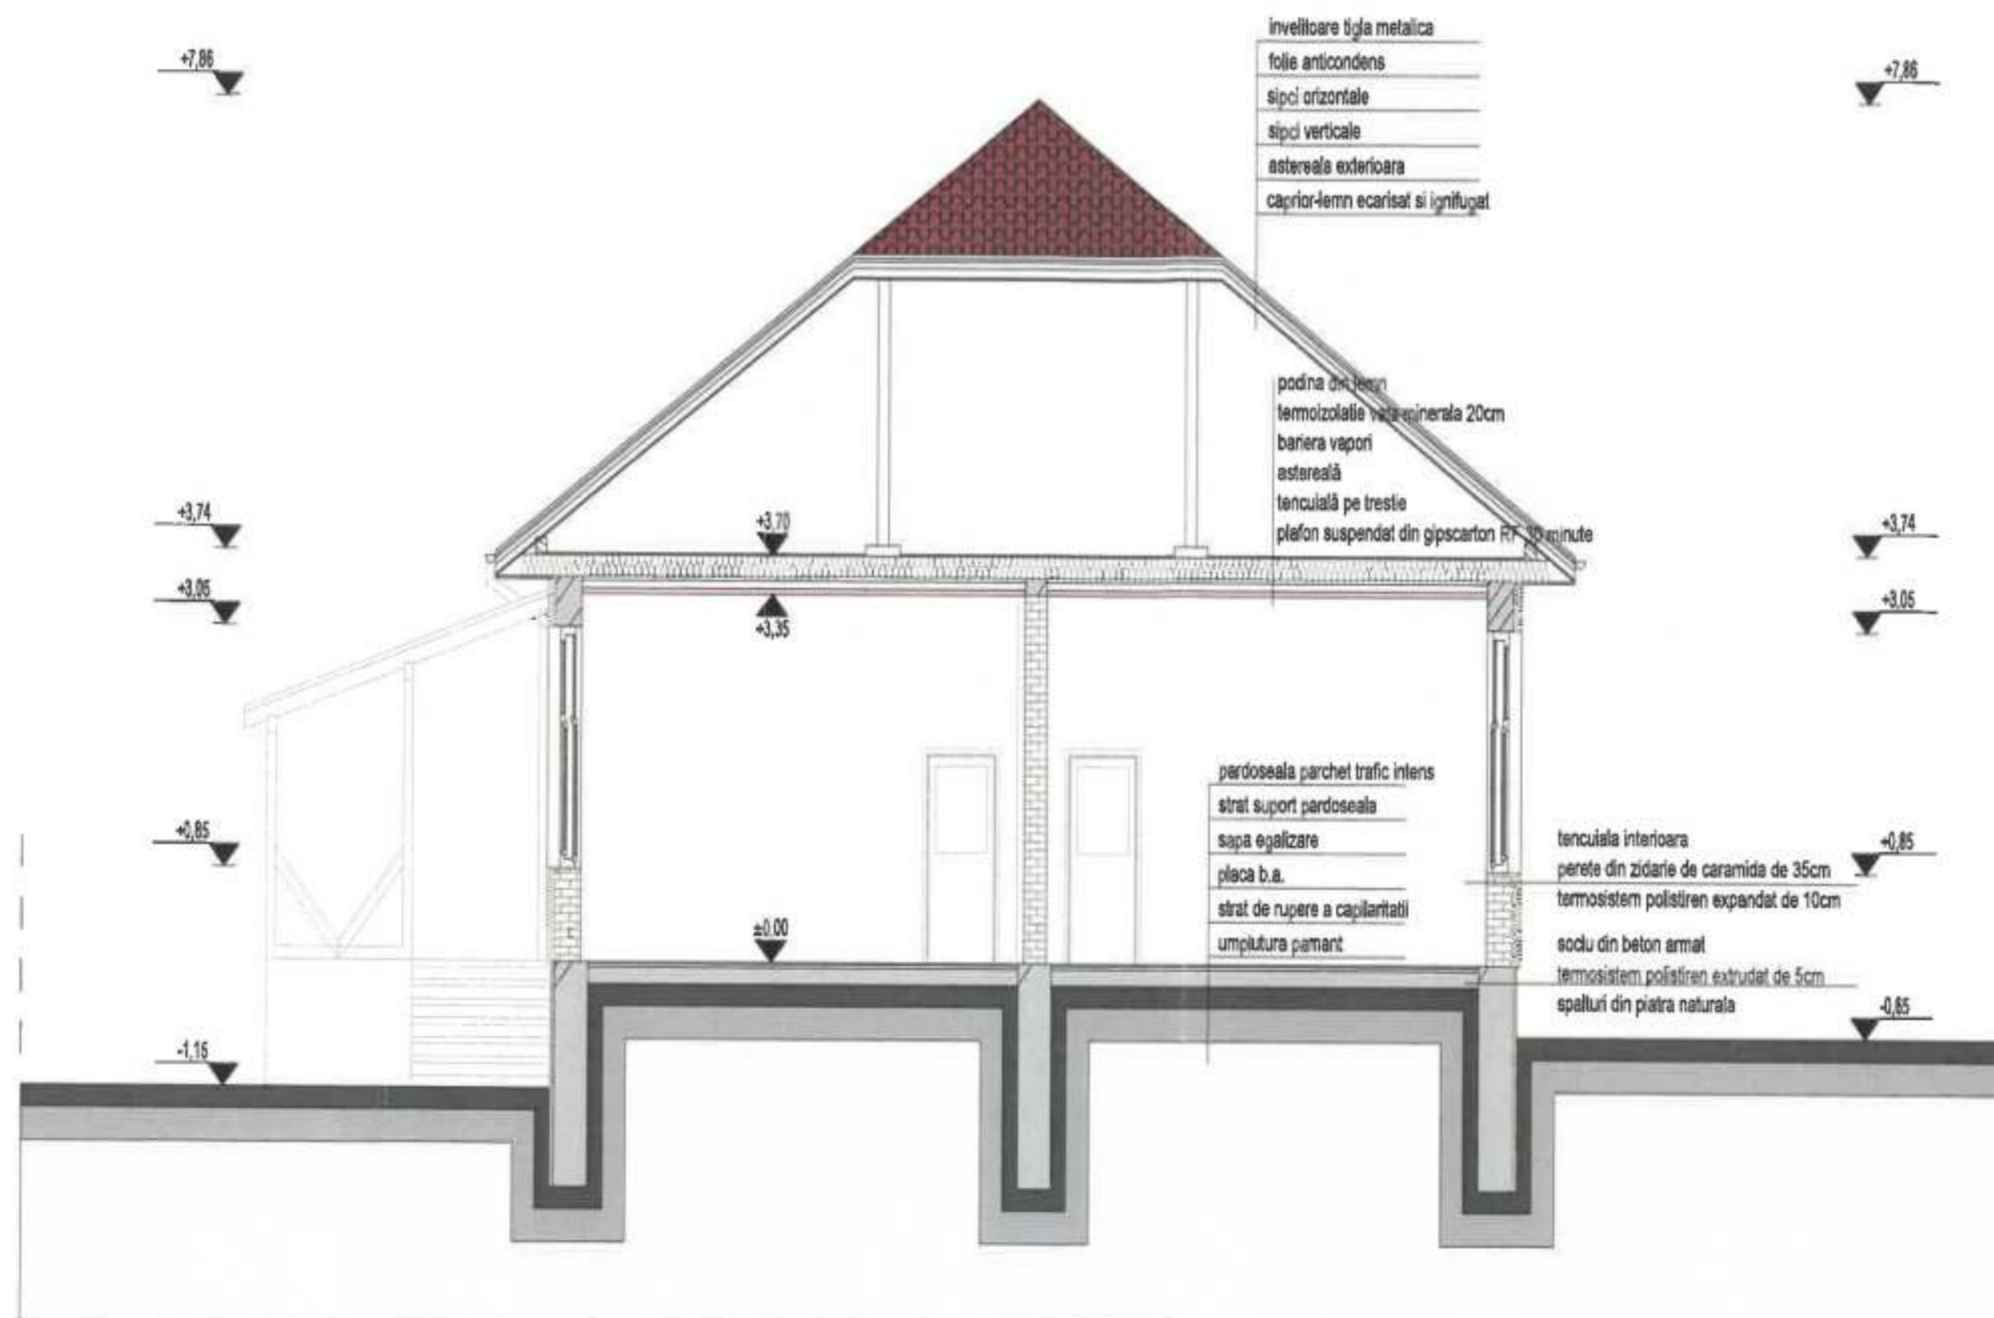 invelitoare tigla metalica
folie anticondens
sipci orizontale
sipci verticale
astereala exterioara
caprior-lemn ecarisat si ignifugat
+7,86
+7,86
podina din lemn
termoizolatie vata minerala 20cm
bariera vapori
astereală
tencuială pe trestie
plafon suspendat din gipscarton RF 30 minute
+3,74
+3,70
+3,74
+3,05
+3,35
+3,05
pardoseala parchet trafic intens
strat suport pardoseala
sapa egalizare
placa b.a.
strat de rupere a capilaritatii
umplutura pamant
+0,85
±0.00
tencuiala interioara
perete din zidarie de caramida de 35cm
termosistem polistiren expandat de 10cm
+0,85
soclu din beton armat
termosistem polistiren extrudat de 5cm
spalturi din piatra naturala
-0,85
-1,15